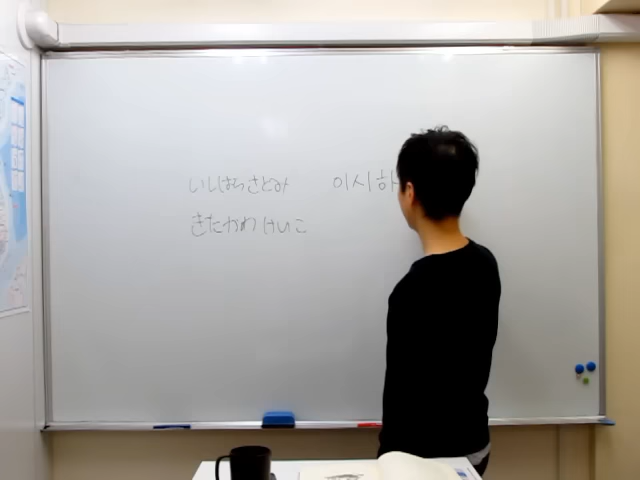 いしはらさとみ 이시하
きたがわけいこ